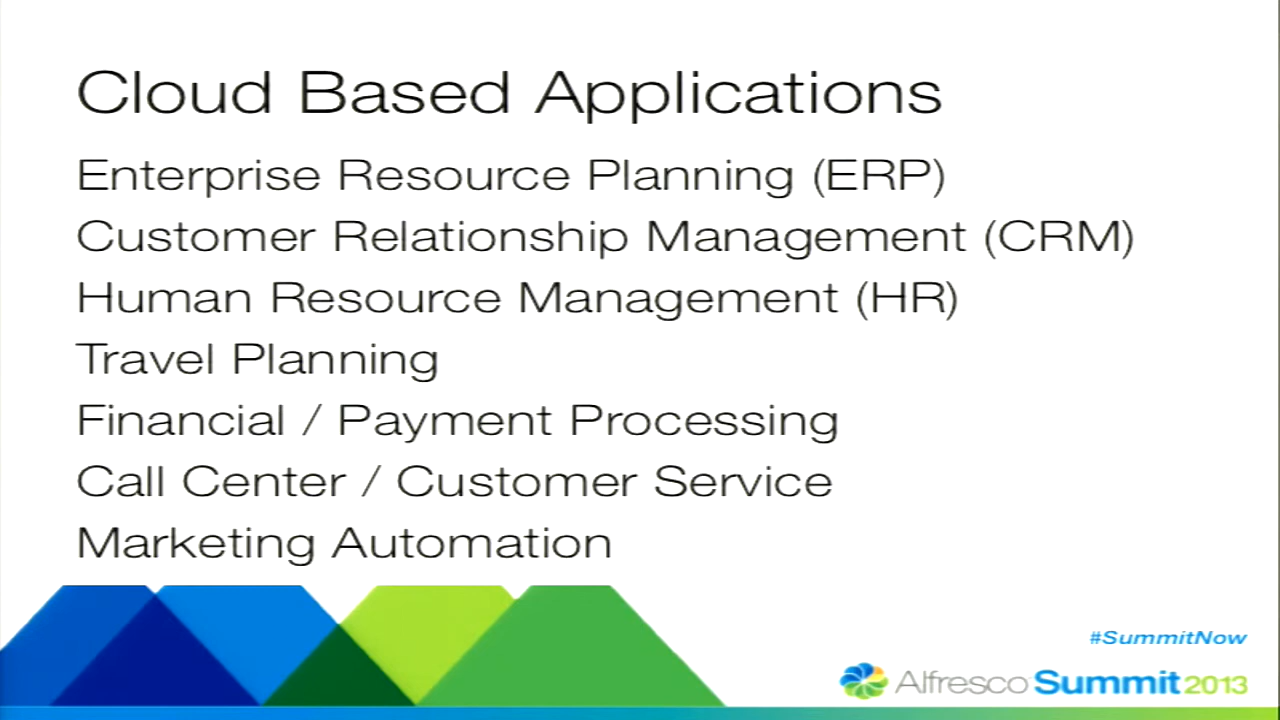 Cloud Based Applications
Enterprise Resource Planning (ERP)
Customer Relationship Management (CRM)
Human Resource Management (HR)
Travel Planning
Financial / Payment Processing
Call Center / Customer Service
Marketing Automation
#SummitNow
Alfresco Summit 2013